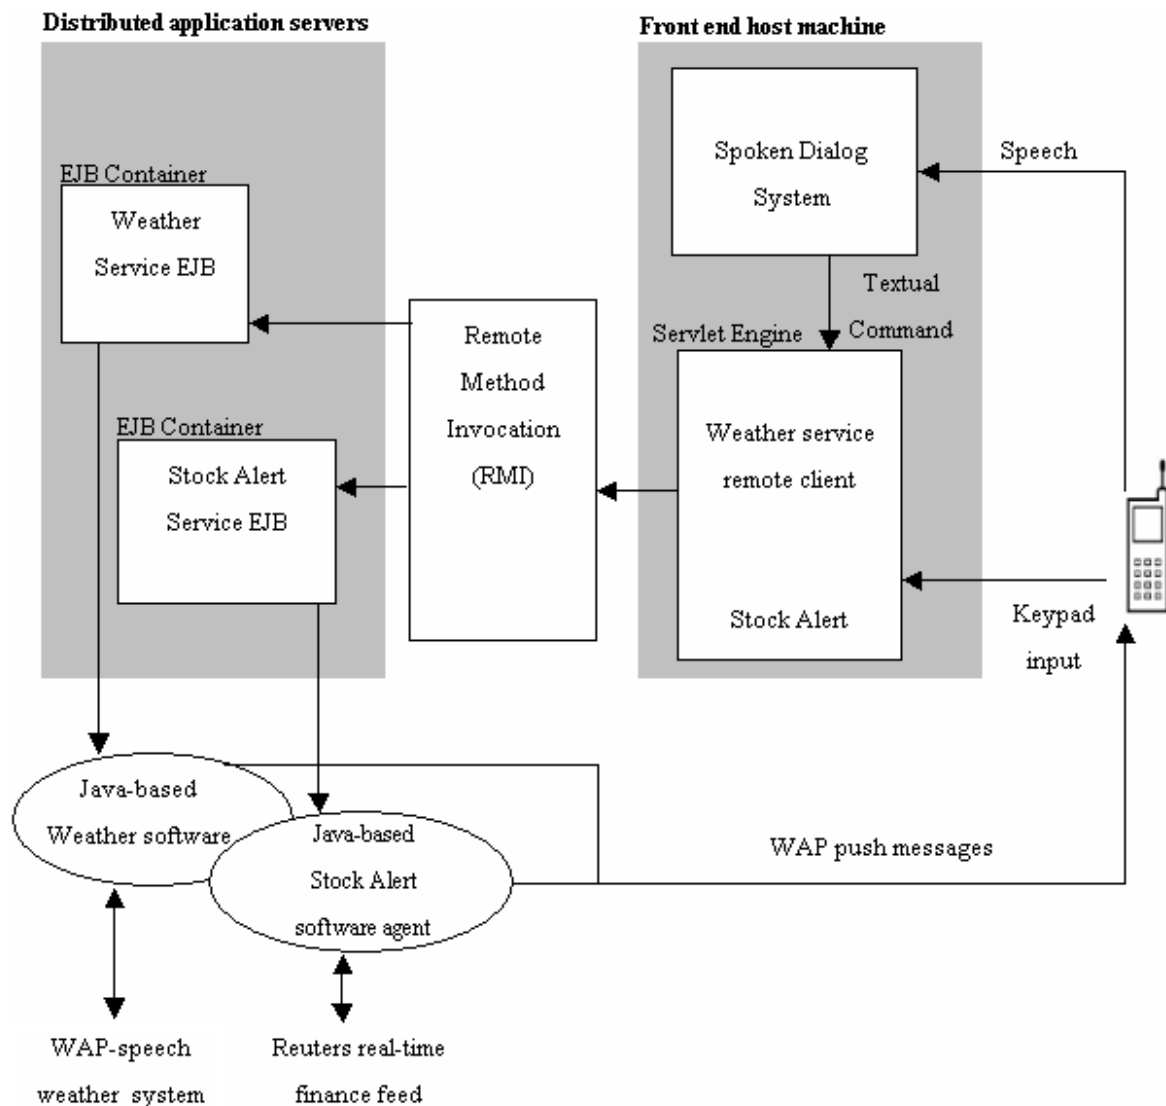 Distributed application servers
Front end host machine
Spoken Dialog
System
Speech
EJB Container
Weather
Service EJB
Textual
Command
Servlet Engine
Remote
Method
Invocation
(RMI)
EJB Container
Stock Alert
Service EJB
Weather service
remote client
Stock Alert
Keypad
input
Java-based
Weather software
Java-based
Stock Alert
software agent
WAP push messages
WAP-speech
weather system
Reuters real-time
finance feed